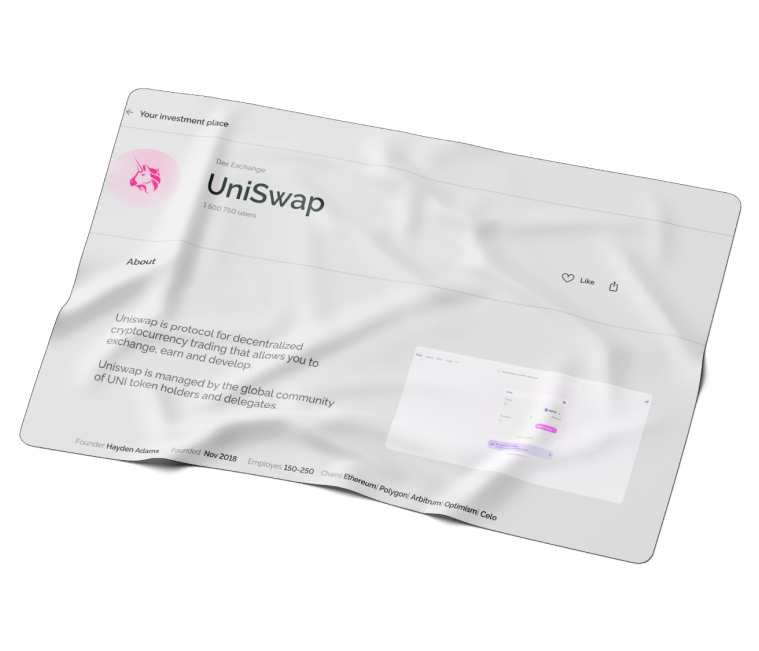 ← Your investment place
Dex Exchange
UniSwap
1 500 750 users
About
Like
Uniswap is protocol for decentralized
cryptocurrency trading that allows you to
exchange, earn and develop.
Uniswap is managed by the global community
of UNI token holders and delegates.
Founder Hayden Adams Founded Nov 2018 Employes 150-250 Chains Ethereum| Polygon| Arbitrum| Optimism| Celo